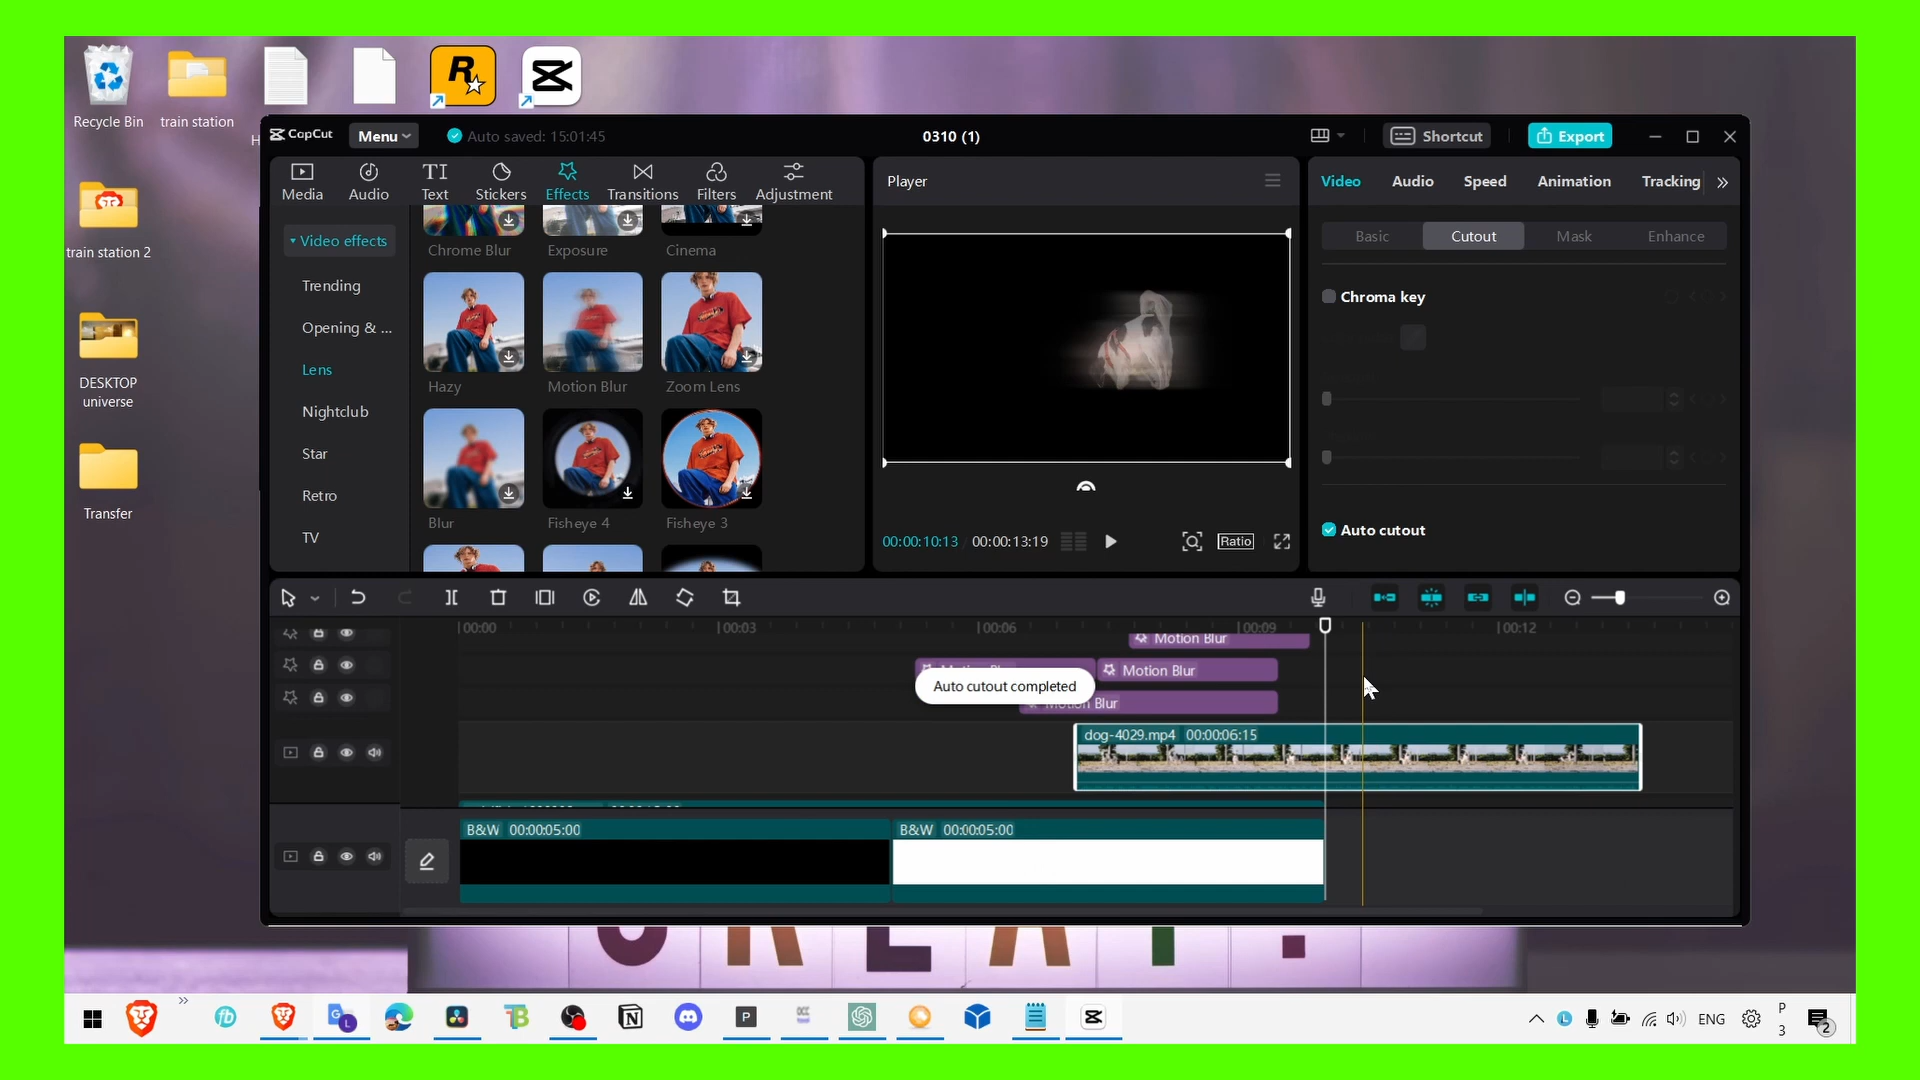 Recycle Bin
train station
train station 2
DESKTOP
universe
Transfer
CapCut
Menu
Auto saved: 15:01:45
0310 (1)
Shortcut
Export
Media
Audio
Text
Stickers
Effects
Transitions
Filters
Adjustment
Video effects
Trending
Opening & ...
Lens
Nightclub
Star
Retro
TV
Chrome Blur
Exposure
Cinema
Hazy
Motion Blur
Zoom Lens
Blur
Fisheye 4
Fisheye 3
Player
00:00:10:13
00:00:13:19
Ratio
Video
Audio
Speed
Animation
Tracking
Basic
Cutout
Mask
Enhance
Chroma key
Auto cutout
00:00
00:03
00:06
00:09
00:12
Motion Blur
Motion Blur
Motion Blur
Auto cutout completed
Motion Blur
dog-4029.mp4 00:00:06:15
B&W 00:00:05:00
B&W 00:00:05:00
ENG
P
3
2